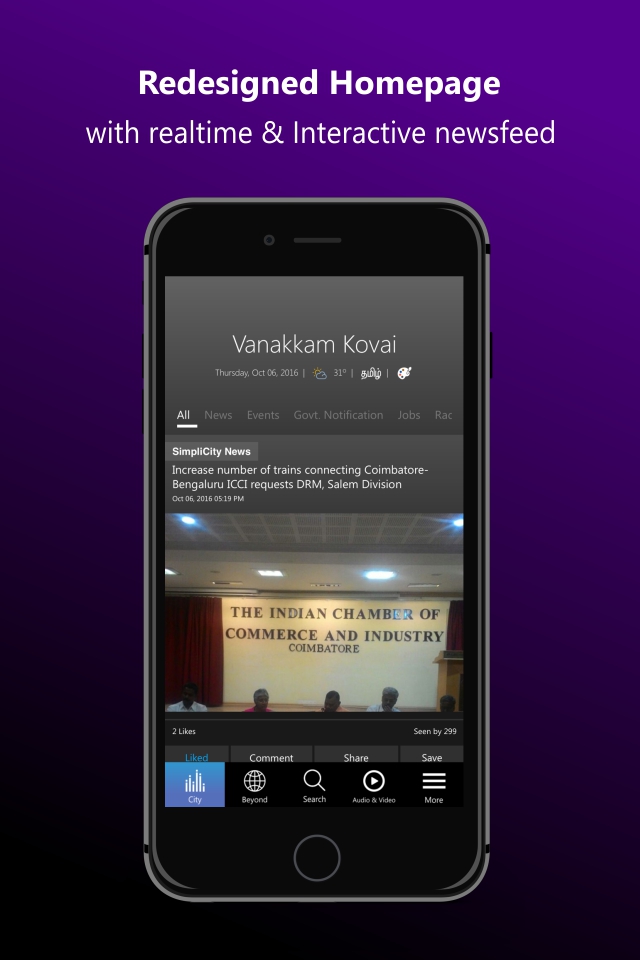 Redesigned Homepage
with realtime & Interactive newsfeed
Vanakkam Kovai
Thursday, Oct 06, 2016 | 31° | தமிழ் |
All News Events Govt. Notification Jobs Rac
SimpliCity News
Increase number of trains connecting Coimbatore-
Bengaluru ICCI requests DRM, Salem Division
Oct 06, 2016 05:19 PM
THE INDIAN CHAMBER OF
COMMERCE AND INDUSTRY
COIMBATORE
2 Likes Seen by 299
Liked Comment Share Save
City Beyond Search Audio & Video More